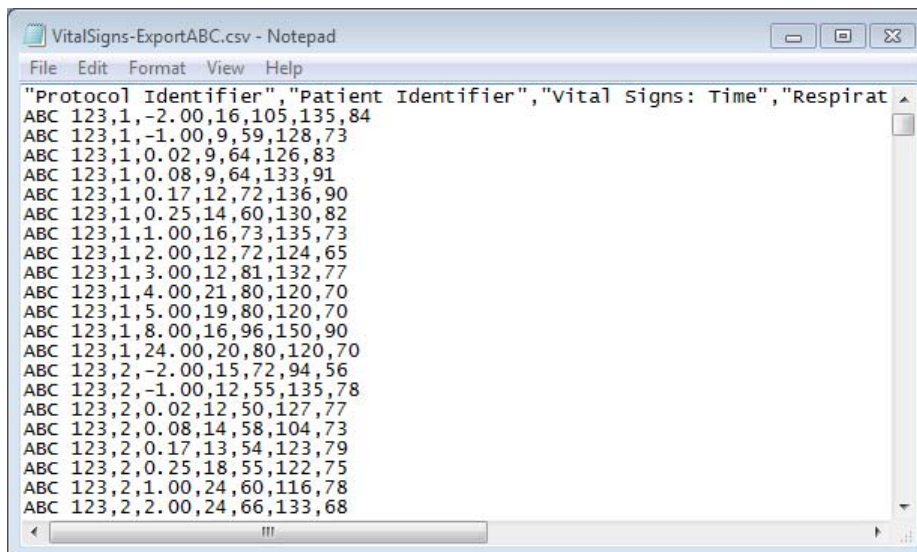 VitalSigns-ExportABC.csv - Notepad
File Edit Format View Help
"Protocol Identifier","Patient Identifier","Vital Signs: Time","Respirat
ABC 123,1,-2.00,16,105,135,84
ABC 123,1,-1.00,9,59,128,73
ABC 123,1,0.02,9,64,126,83
ABC 123,1,0.08,9,64,133,91
ABC 123,1,0.17,12,72,136,90
ABC 123,1,0.25,14,60,130,82
ABC 123,1,1.00,16,73,135,73
ABC 123,1,2.00,12,72,124,65
ABC 123,1,3.00,12,81,132,77
ABC 123,1,4.00,21,80,120,70
ABC 123,1,5.00,19,80,120,70
ABC 123,1,8.00,16,96,150,90
ABC 123,1,24.00,20,80,120,70
ABC 123,2,-2.00,15,72,94,56
ABC 123,2,-1.00,12,55,135,78
ABC 123,2,0.02,12,50,127,77
ABC 123,2,0.08,14,58,104,73
ABC 123,2,0.17,13,54,123,79
ABC 123,2,0.25,18,55,122,75
ABC 123,2,1.00,24,60,116,78
ABC 123,2,2.00,24,66,133,68